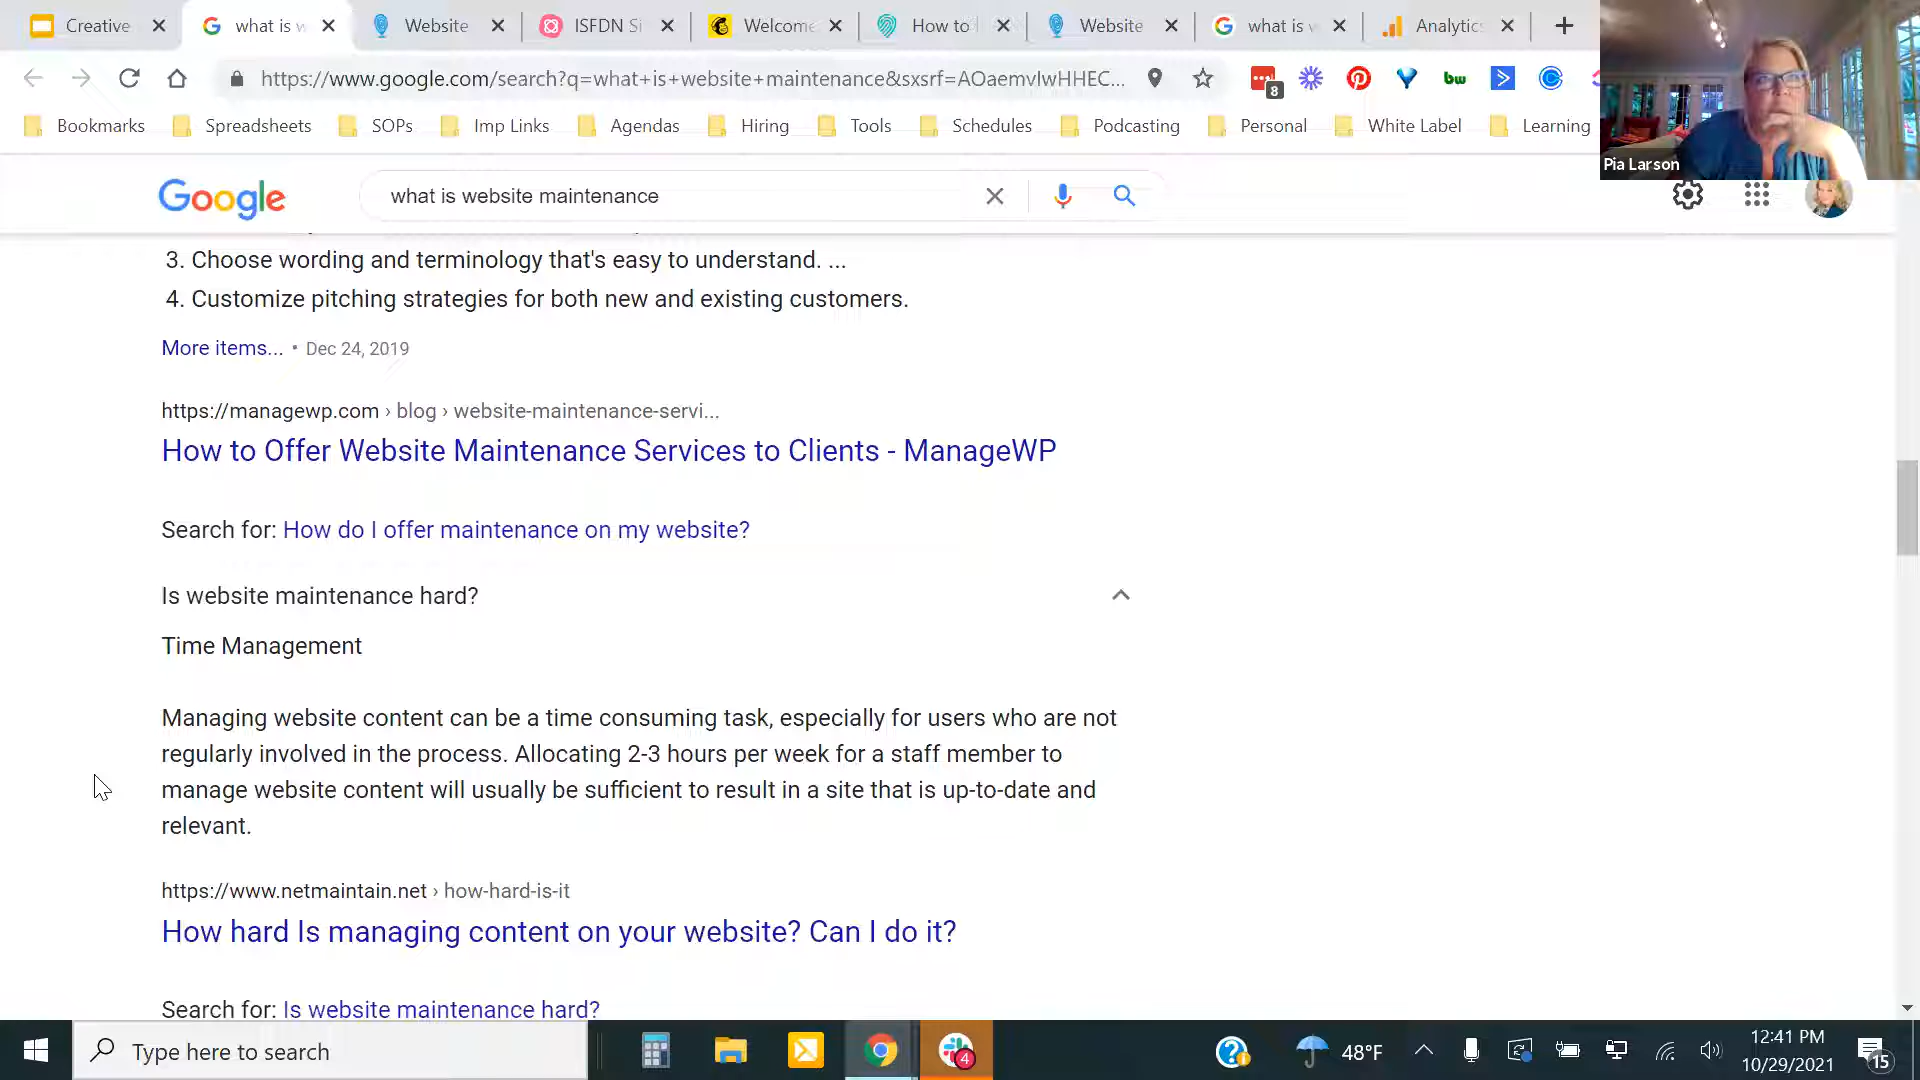 Creative
what is w
Website
ISFDN Si
Welcome
How to
Website
what is w
Analytics
https://www.google.com/search?q=what+is+website+maintenance&sxsrf=AOaemvIwHHEC...
8
bw
Bookmarks
Spreadsheets
SOPs
Imp Links
Agendas
Hiring
Tools
Schedules
Podcasting
Personal
White Label
Learning
Pia Larson
Google
what is website maintenance
3. Choose wording and terminology that's easy to understand. ...
4. Customize pitching strategies for both new and existing customers.
More items... • Dec 24, 2019
https://managewp.com › blog › website-maintenance-servi...
How to Offer Website Maintenance Services to Clients - ManageWP
Search for: How do I offer maintenance on my website?
Is website maintenance hard?
Time Management
Managing website content can be a time consuming task, especially for users who are not
regularly involved in the process. Allocating 2-3 hours per week for a staff member to
manage website content will usually be sufficient to result in a site that is up-to-date and
relevant.
https://www.netmaintain.net › how-hard-is-it
How hard Is managing content on your website? Can I do it?
Search for: Is website maintenance hard?
Type here to search
4
48°F
12:41 PM
10/29/2021
15